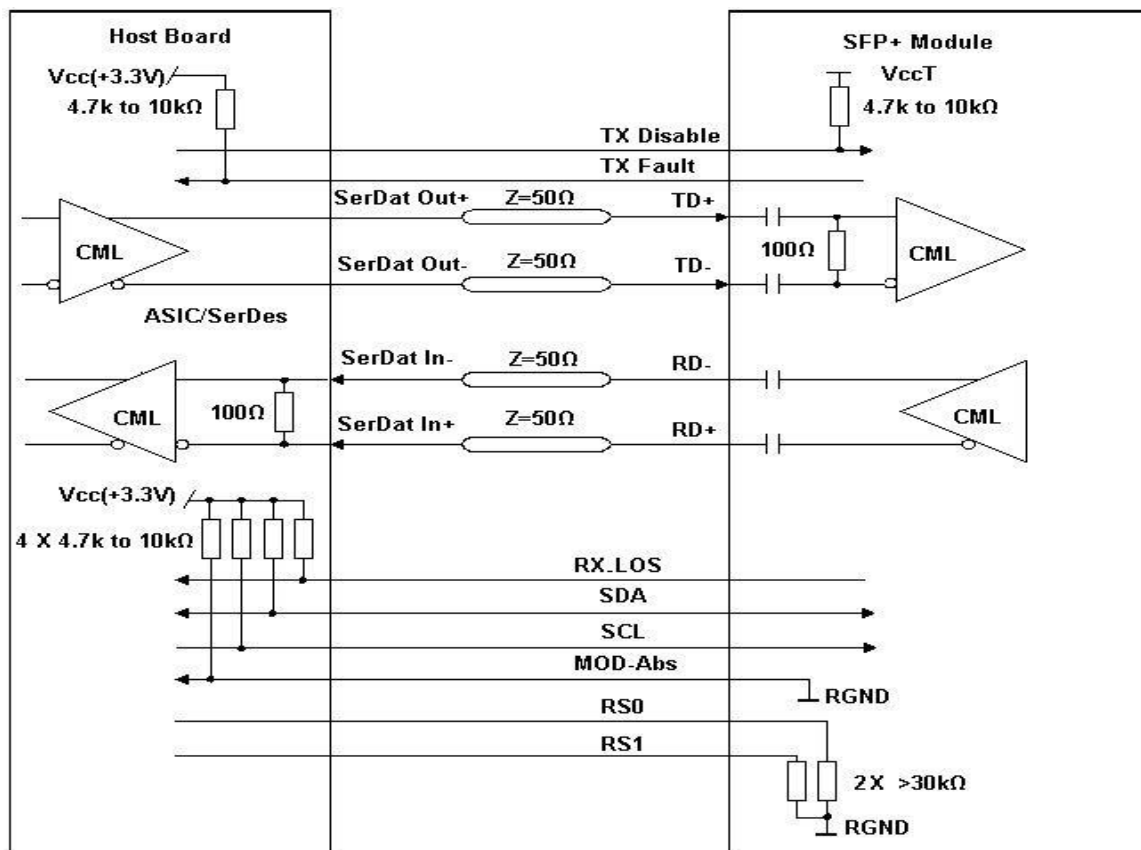 Host Board
SFP+ Module
Vcc(+3.3V)
4.7k to 10kΩ
VccT
4.7k to 10kΩ
TX Disable
TX Fault
SerDat Out+
Z=50Ω
TD+
CML
100Ω
CML
SerDat Out-
Z=50Ω
TD-
ASIC/SerDes
SerDat In-
Z=50Ω
RD-
100Ω
CML
SerDat In+
Z=50Ω
RD+
CML
Vcc(+3.3V)
4 X 4.7k to 10kΩ
RX.LOS
SDA
SCL
MOD-Abs
RGND
RS0
RS1
2X >30kΩ
RGND